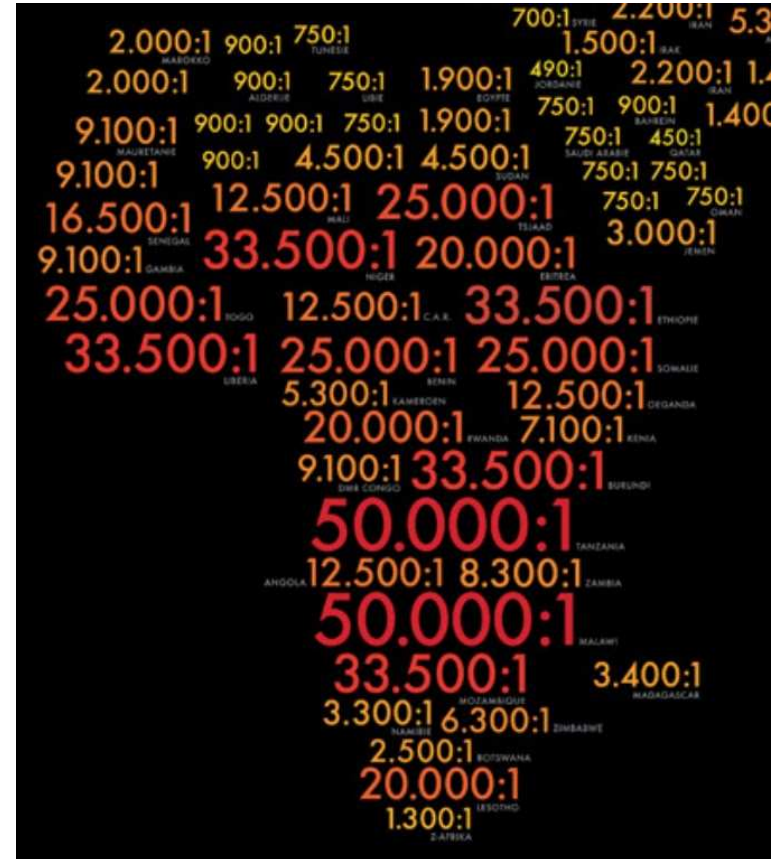 700:1 SYRIE 2.200:1 IRAN 5.3
2.000:1 MAROKKO 900:1 750:1 TUNESIE 1.500:1 IRAK
2.000:1 900:1 ALGERIJE 750:1 LIBIE 1.900:1 EGYPTE 490:1 JORDANIE 2.200:1 IRAN 1.4
9.100:1 MAURETANIE 900:1 900:1 750:1 1.900:1 750:1 900:1 BAHREIN 1.400
9.100:1 900:1 4.500:1 4.500:1 SUDAN 750:1 SAUDI ARABIE 450:1 QATAR
750:1 750:1
16.500:1 SENEGAL 12.500:1 MALI 25.000:1 TSJAAD 750:1 750:1 OMAN
9.100:1 GAMBIA 33.500:1 NIGER 20.000:1 ERITREA 3.000:1 JEMEN
25.000:1 TOGO 12.500:1 C.A.R. 33.500:1 ETHIOPIE
33.500:1 LIBERIA 25.000:1 BENIN 25.000:1 SOMALIE
5.300:1 KAMEROEN 12.500:1 OEGANDA
20.000:1 RWANDA 7.100:1 KENIA
9.100:1 DMR CONGO 33.500:1 BURUNDI
50.000:1 TANZANIA
ANGOLA 12.500:1 8.300:1 ZAMBIA
50.000:1 MALAWI
33.500:1 MOZAMBIQUE 3.400:1 MADAGASCAR
3.300:1 NAMIBIE 6.300:1 ZIMBABWE
2.500:1 BOTSWANA
20.000:1 LESOTHO
1.300:1 Z-AFRIKA